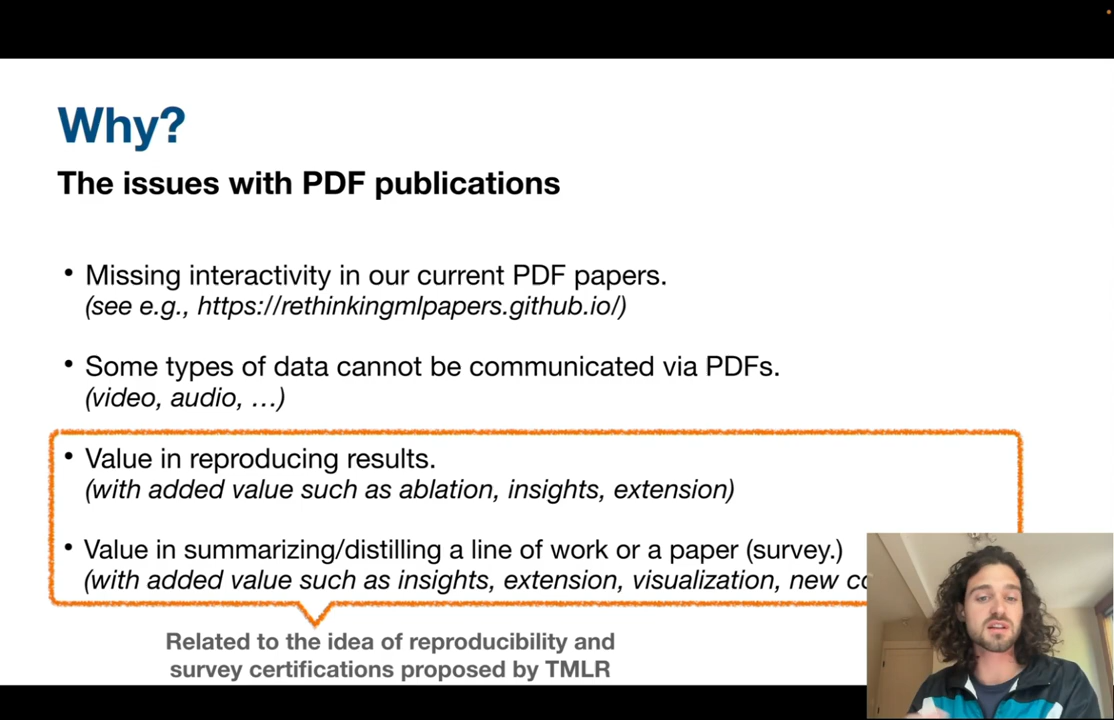 Why?
The issues with PDF publications
• Missing interactivity in our current PDF papers.
(see e.g., https://rethinkingmlpapers.github.io/)
• Some types of data cannot be communicated via PDFs.
(video, audio, …)
• Value in reproducing results.
(with added value such as ablation, insights, extension)
• Value in summarizing/distilling a line of work or a paper (survey.)
(with added value such as insights, extension, visualization, new
Related to the idea of reproducibility and
survey certifications proposed by TMLR